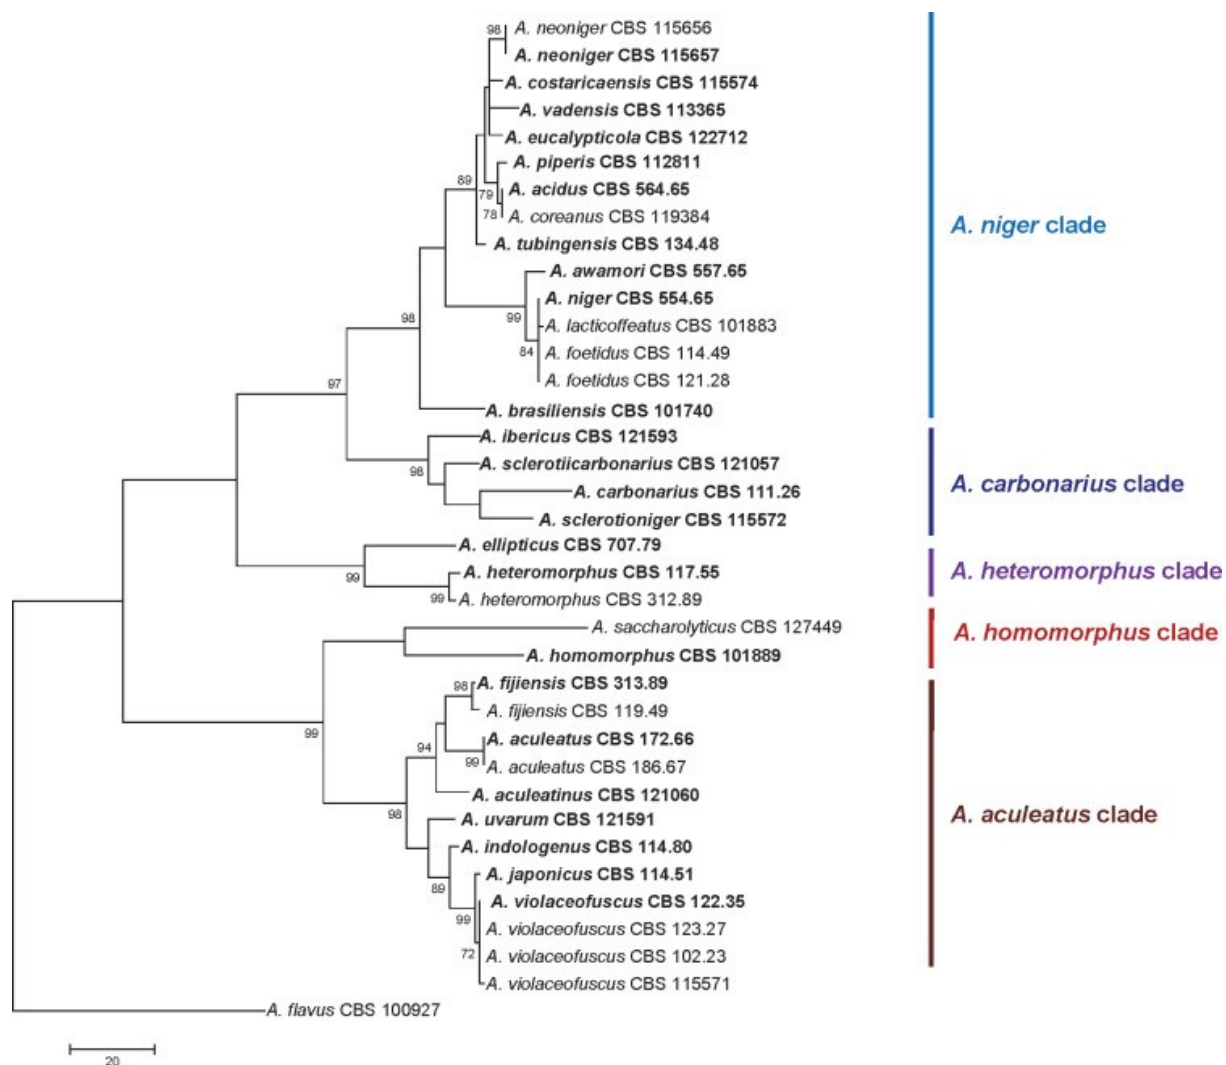 98
A. neoniger CBS 115656
A. neoniger CBS 115657
A. costaricaensis CBS 115574
A. vadensis CBS 113365
A. eucalypticola CBS 122712
A. piperis CBS 112811
89
79
A. acidus CBS 564.65
78
A. coreanus CBS 119384
A. niger clade
A. tubingensis CBS 134.48
A. awamori CBS 557.65
A. niger CBS 554.65
98
99
A. lacticoffeatus CBS 101883
84
A. foetidus CBS 114.49
A. foetidus CBS 121.28
97
A. brasiliensis CBS 101740
A. ibericus CBS 121593
98
A. sclerotiicarbonarius CBS 121057
A. carbonarius clade
A. carbonarius CBS 111.26
A. sclerotioniger CBS 115572
A. ellipticus CBS 707.79
99
A. heteromorphus CBS 117.55
A. heteromorphus clade
99
A. heteromorphus CBS 312.89
A. saccharolyticus CBS 127449
A. homomorphus clade
A. homomorphus CBS 101889
98
A. fijiensis CBS 313.89
A. fijiensis CBS 119.49
99
A. aculeatus CBS 172.66
94
99
A. aculeatus CBS 186.67
A. aculeatinus CBS 121060
98
A. uvarum CBS 121591
A. aculeatus clade
A. indologenus CBS 114.80
A. japonicus CBS 114.51
89
A. violaceofuscus CBS 122.35
99
A. violaceofuscus CBS 123.27
72
A. violaceofuscus CBS 102.23
A. violaceofuscus CBS 115571
A. flavus CBS 100927
20